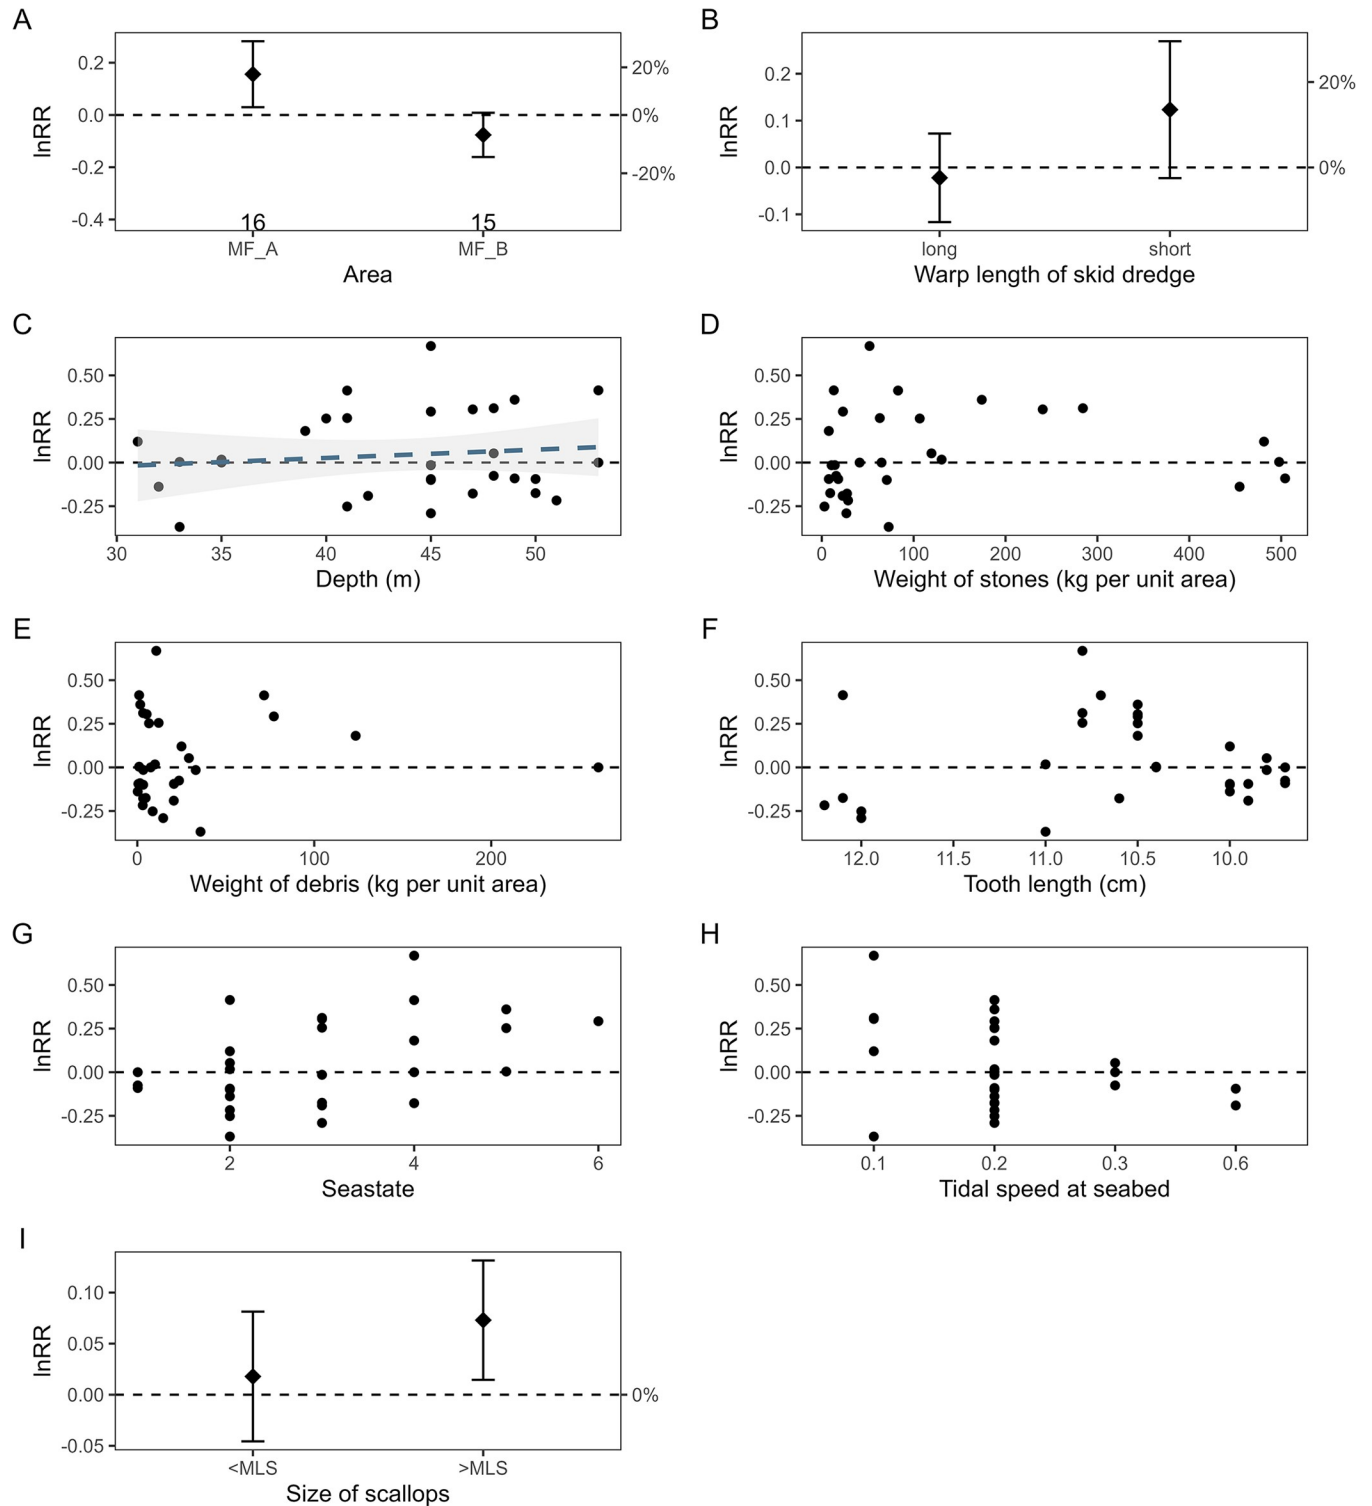 A
lnRR
0.2
0.0
-0.2
-0.4
20%
0%
-20%
16
15
MF_A
MF_B
Area
B
lnRR
0.2
0.1
0.0
-0.1
20%
0%
long
short
Warp length of skid dredge
C
lnRR
0.50
0.25
0.00
-0.25
30 35 40 45 50
Depth (m)
D
lnRR
0.50
0.25
0.00
-0.25
0 100 200 300 400 500
Weight of stones (kg per unit area)
E
lnRR
0.50
0.25
0.00
-0.25
0 100 200
Weight of debris (kg per unit area)
F
lnRR
0.50
0.25
0.00
-0.25
12.0 11.5 11.0 10.5 10.0
Tooth length (cm)
G
lnRR
0.50
0.25
0.00
-0.25
2 4 6
Seastate
H
lnRR
0.50
0.25
0.00
-0.25
0.1 0.2 0.3 0.6
Tidal speed at seabed
I
lnRR
0.10
0.05
0.00
-0.05
0%
<MLS
>MLS
Size of scallops